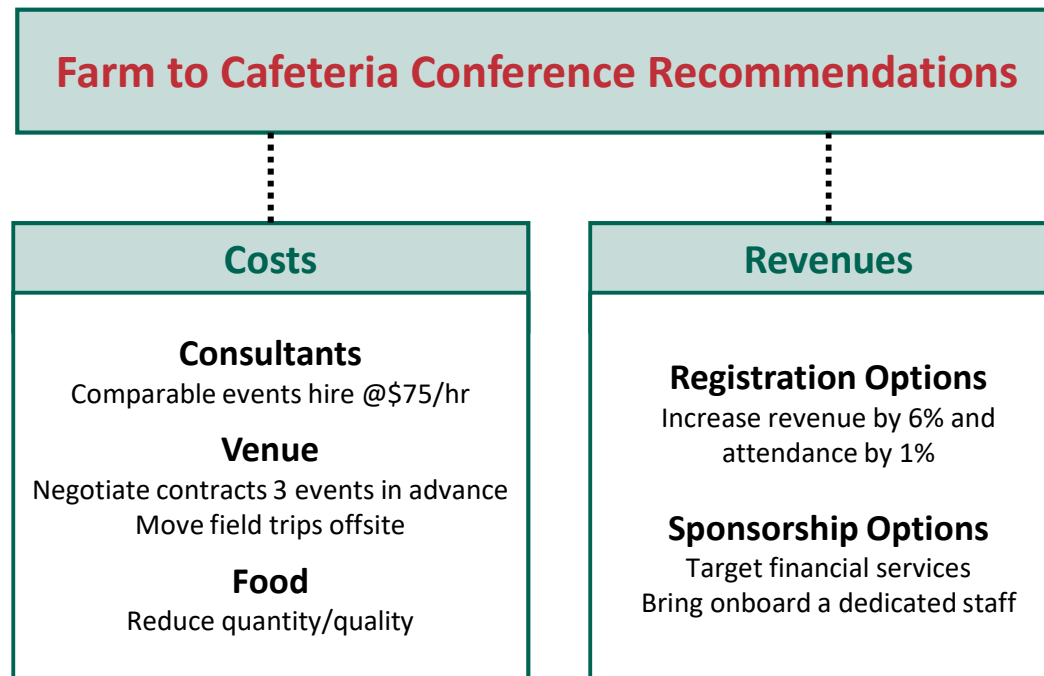 Farm to Cafeteria Conference Recommendations
Costs
Consultants
Comparable events hire @$75/hr
Venue
Negotiate contracts 3 events in advance
Move field trips offsite
Food
Reduce quantity/quality
Revenues
Registration Options
Increase revenue by 6% and
attendance by 1%
Sponsorship Options
Target financial services
Bring onboard a dedicated staff